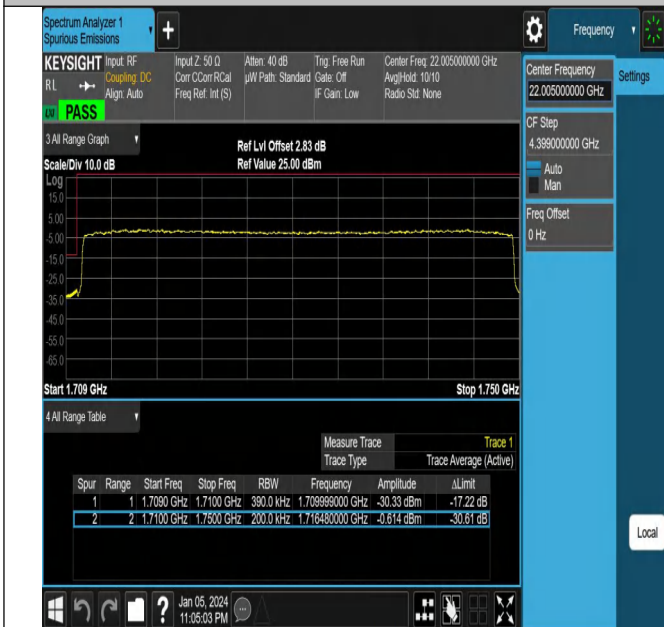 Spectrum Analyzer 1
Spurious Emissions
+
Frequency
KEYSIGHT Input: RF Input Z: 50 Ω Atten: 40 dB Trig: Free Run Center Freq: 22.005000000 GHz
RL Coupling: DC Corr CCorr RCal µW Path: Standard Gate: Off Avg|Hold: 10/10
Align: Auto Freq Ref: Int (S) IF Gain: Low Radio Std: None
PASS
Center Frequency
22.005000000 GHz
Settings
CF Step
4.399000000 GHz
Auto
Man
Freq Offset
0 Hz
3 All Range Graph
Ref Lvl Offset 2.83 dB
Scale/Div 10.0 dB Ref Value 25.00 dBm
Log
15.0
5.00
-5.00
-15.0
-25.0
-35.0
-45.0
-55.0
-65.0
Start 1.709 GHz Stop 1.750 GHz
4 All Range Table
Measure Trace Trace 1
Trace Type Trace Average (Active)
Spur Range Start Freq Stop Freq RBW Frequency Amplitude ΔLimit
1 1 1.7090 GHz 1.7100 GHz 390.0 kHz 1.709999000 GHz -30.33 dBm -17.22 dB
2 2 1.7100 GHz 1.7500 GHz 200.0 kHz 1.716480000 GHz -0.614 dBm -30.61 dB
Local
? Jan 05, 2024
11:05:03 PM